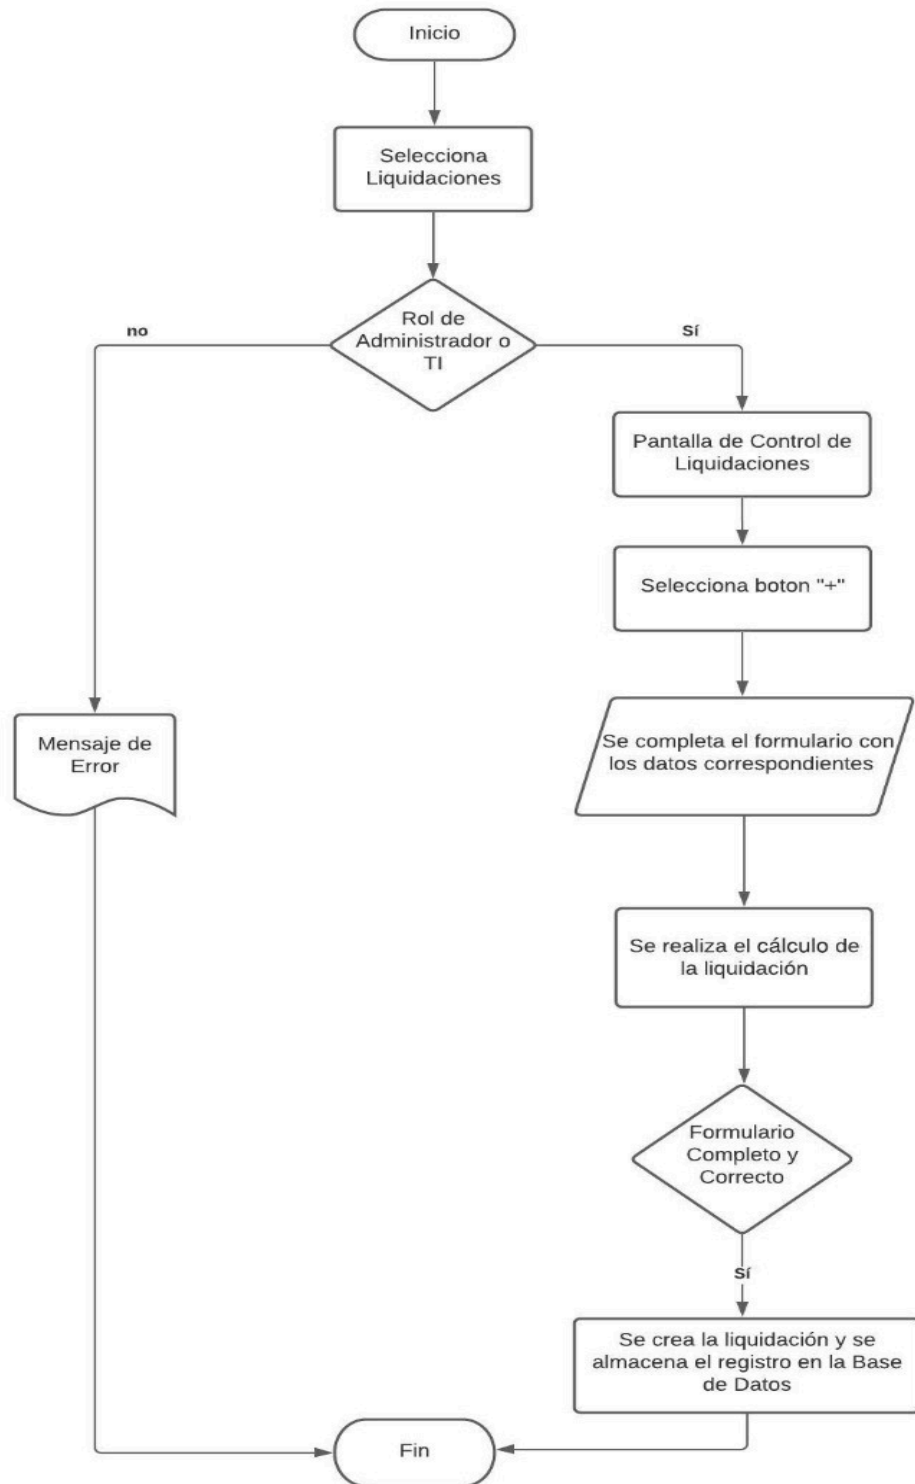 Inicio
Selecciona
Liquidaciones
Rol de
Administrador o
TI
no
Sí
Pantalla de Control de
Liquidaciones
Selecciona boton "+"
Se completa el formulario con
los datos correspondientes
Mensaje de
Error
Se realiza el cálculo de
la liquidación
Formulario
Completo y
Correcto
Sí
Se crea la liquidación y se
almacena el registro en la Base
de Datos
Fin